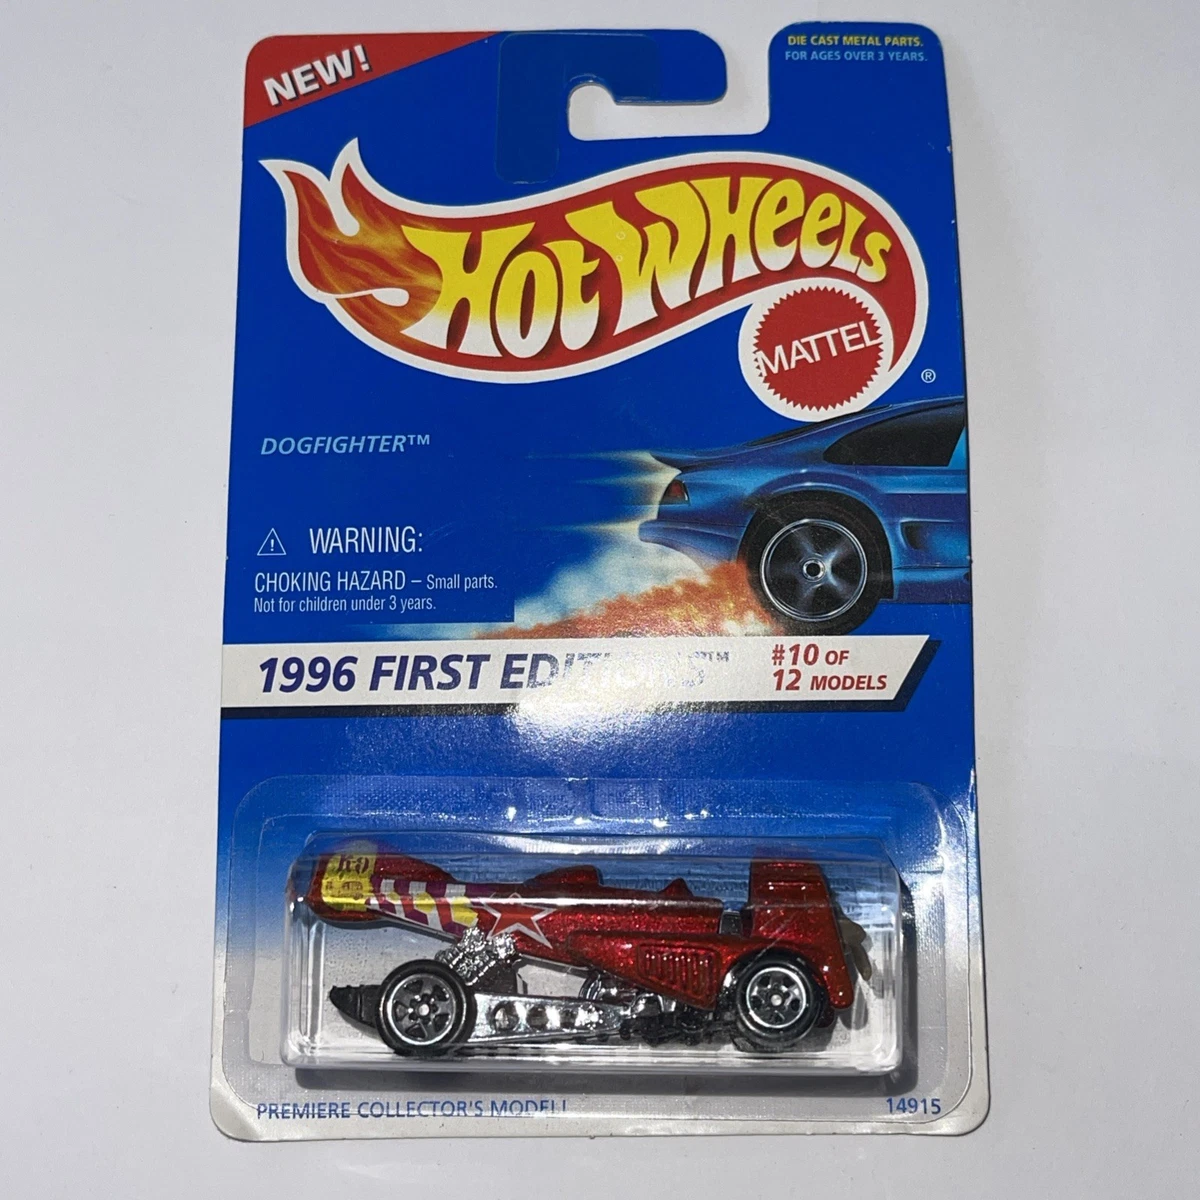 NEW!
DIE CAST METAL PARTS.
FOR AGES OVER 3 YEARS.
HOT WHEELS
MATTEL
®
DOGFIGHTER™
WARNING:
CHOKING HAZARD – Small parts.
Not for children under 3 years.
1996 FIRST EDITIONS™
#10 OF
12 MODELS
PREMIERE COLLECTOR'S MODEL!
14915